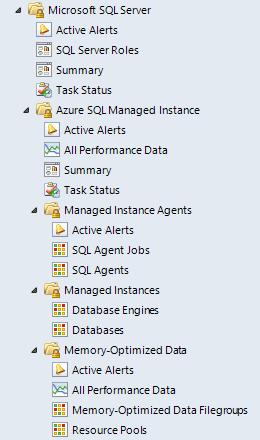 Microsoft SQL Server
Active Alerts
SQL Server Roles
Summary
Task Status
Azure SQL Managed Instance
Active Alerts
All Performance Data
Summary
Task Status
Managed Instance Agents
Active Alerts
SQL Agent Jobs
SQL Agents
Managed Instances
Database Engines
Databases
Memory-Optimized Data
Active Alerts
All Performance Data
Memory-Optimized Data Filegroups
Resource Pools